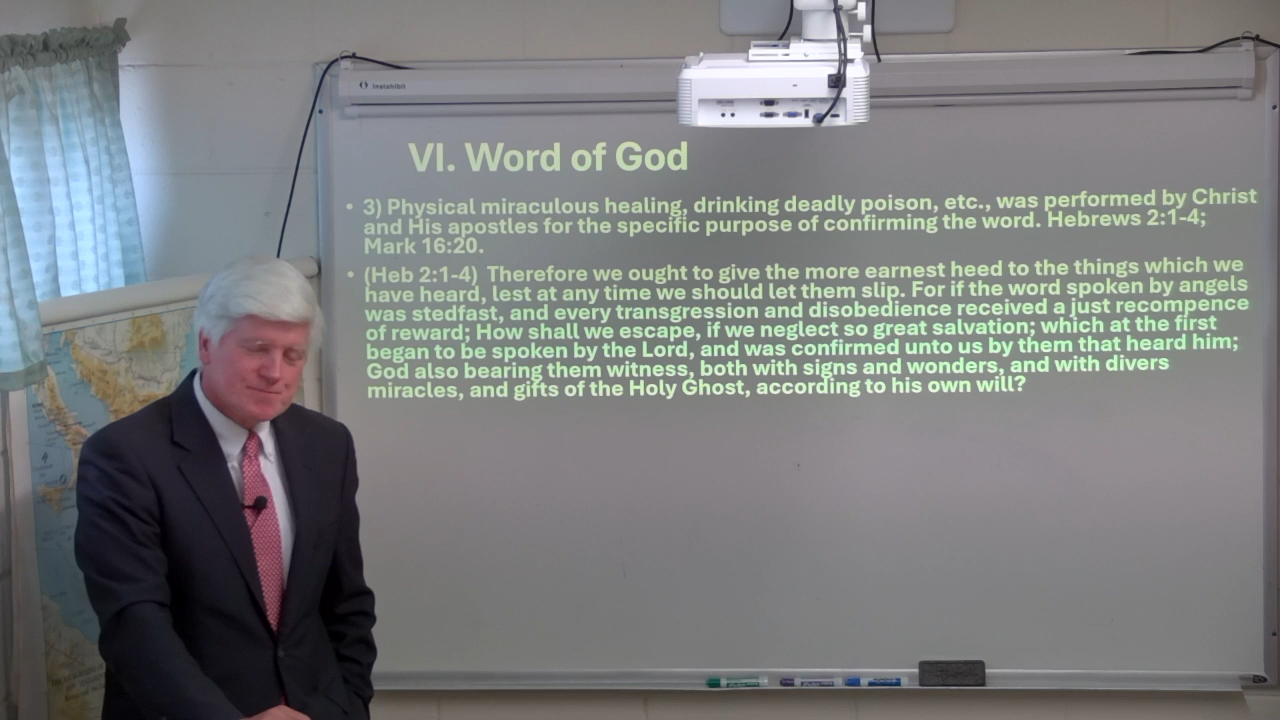 Instahibit
VI. Word of God
• 3) Physical miraculous healing, drinking deadly poison, etc., was performed by Christ
and His apostles for the specific purpose of confirming the word. Hebrews 2:1-4;
Mark 16:20.
• (Heb 2:1-4) Therefore we ought to give the more earnest heed to the things which we
have heard, lest at any time we should let them slip. For if the word spoken by angels
was stedfast, and every transgression and disobedience received a just recompence
of reward; How shall we escape, if we neglect so great salvation; which at the first
began to be spoken by the Lord, and was confirmed unto us by them that heard him;
God also bearing them witness, both with signs and wonders, and with divers
miracles, and gifts of the Holy Ghost, according to his own will?